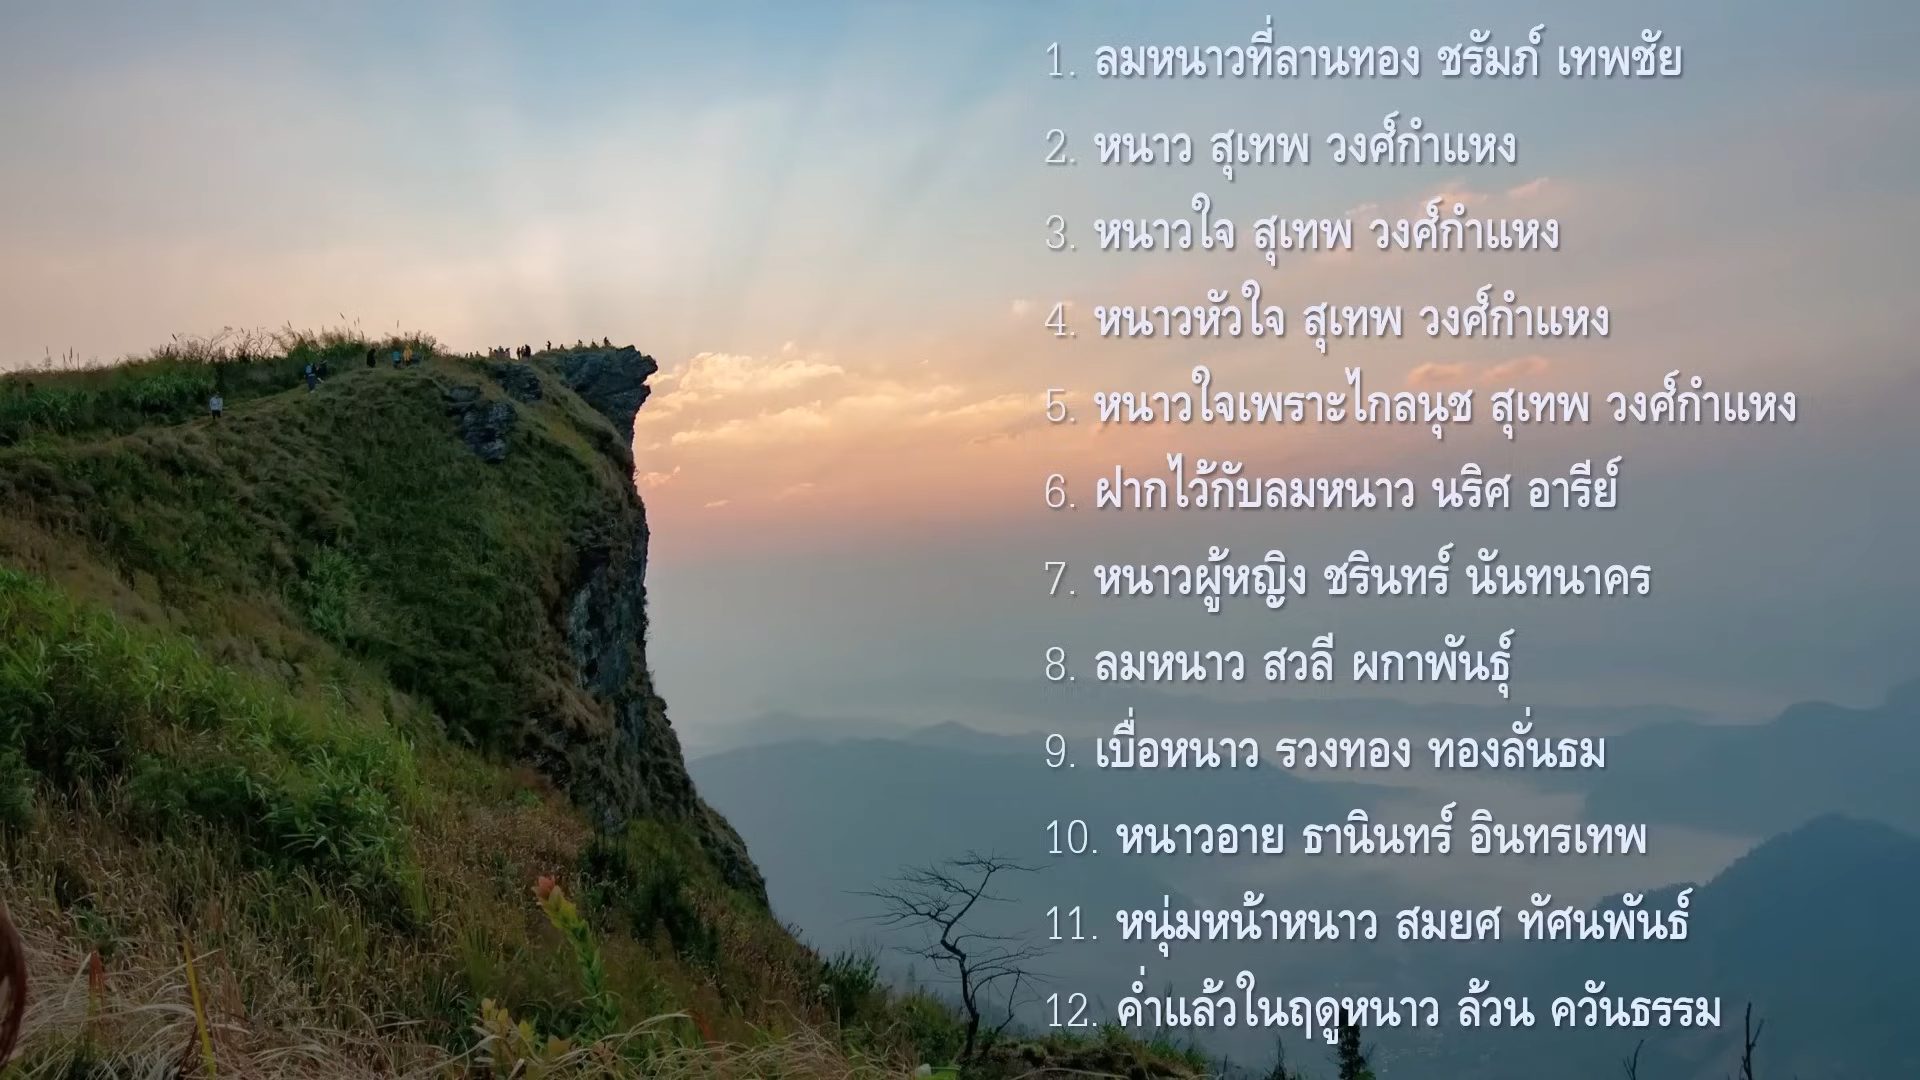 1. ลมหนาวที่ลานทอง ชรัมภ์ เทพชัย
2. หนาว สุเทพ วงศ์กำแหง
3. หนาวใจ สุเทพ วงศ์กำแหง
4. หนาวหัวใจ สุเทพ วงศ์กำแหง
5. หนาวใจเพราะไกลนุช สุเทพ วงศ์กำแหง
6. ฝากไว้กับลมหนาว นริศ อารีย์
7. หนาวผู้หญิง ชรินทร์ นันทนาคร
8. ลมหนาว สวลี ผกาพันธุ์
9. เบื่อหนาว รวงทอง ทองลั่นธม
10. หนาวอาย ธานินทร์ อินทรเทพ
11. หนุ่มหน้าหนาว สมยศ ทัศนพันธ์
12. ค่ำแล้วในฤดูหนาว ล้วน ควันธรรม